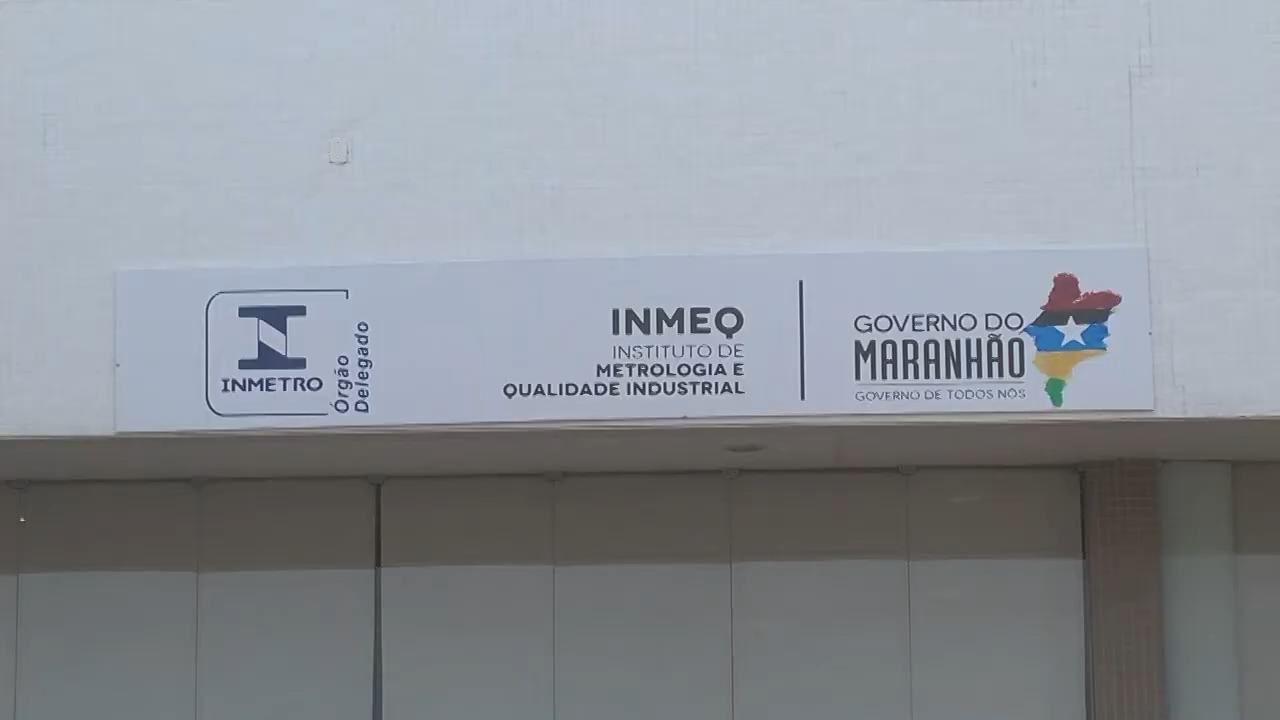 INMETRO
Órgão
Delegado
INMEQ
INSTITUTO DE
METROLOGIA E
QUALIDADE INDUSTRIAL
GOVERNO DO
MARANHÃO
GOVERNO DE TODOS NÓS